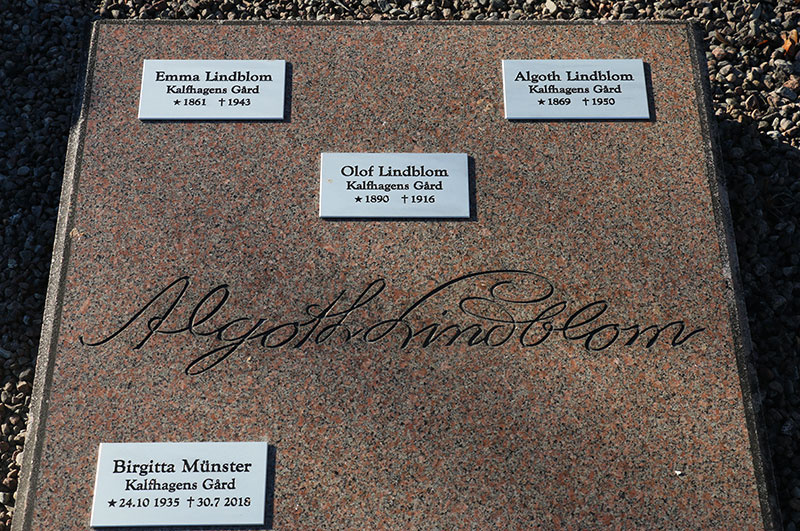 Emma Lindblom
Kalfhagens Gård
★ 1861 † 1943
Algoth Lindblom
Kalfhagens Gård
★ 1869 † 1950
Olof Lindblom
Kalfhagens Gård
★ 1890 † 1916
Algoth Lindblom
Birgitta Münster
Kalfhagens Gård
★ 24.10 1935 † 30.7 2018